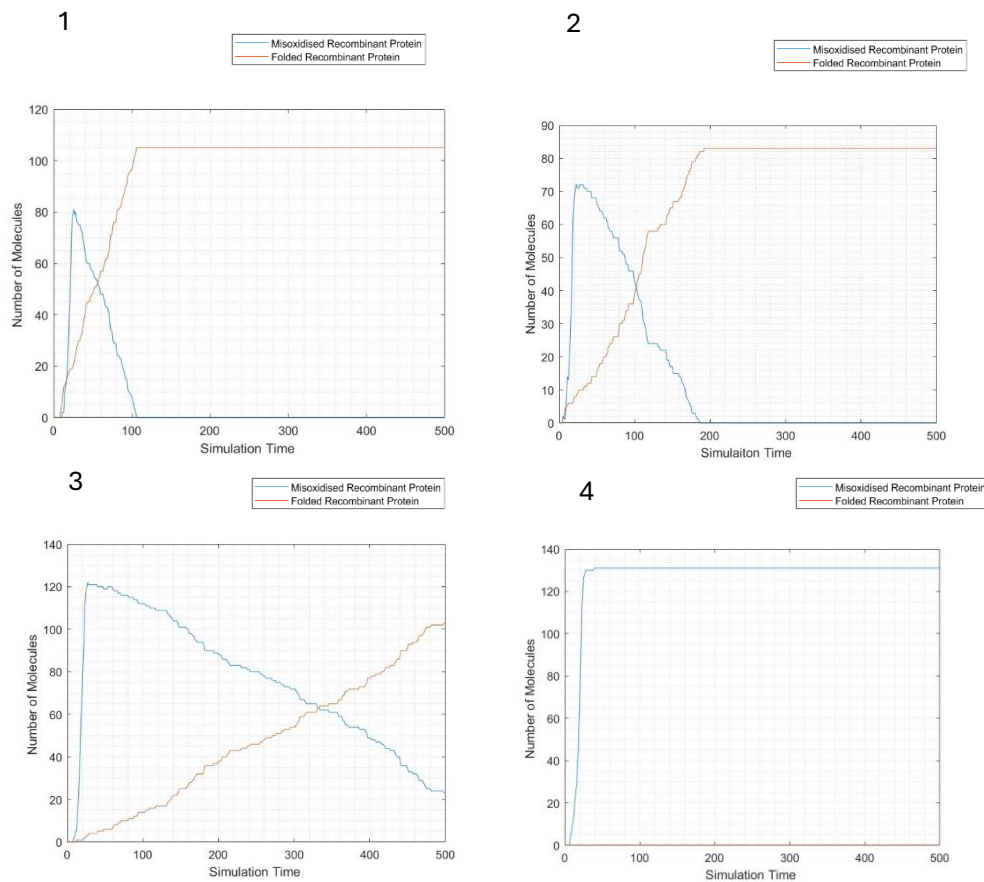 1
Misoxidised Recombinant Protein
Folded Recombinant Protein
120
100
80
60
40
20
0
0 100 200 300 400 500
Number of Molecules
Simulation Time
2
Misoxidised Recombinant Protein
Folded Recombinant Protein
90
80
70
60
50
40
30
20
10
0
0 100 200 300 400 500
Number of Molecules
Simulaiton Time
3
Misoxidised Recombinant Protein
Folded Recombinant Protein
140
120
100
80
60
40
20
0
0 100 200 300 400 500
Number of Molecules
Simulation Time
4
Misoxidised Recombinant Protein
Folded Recombinant Protein
140
130
100
80
60
40
20
0
0 100 200 300 400 500
Number of Molecules
Simulation Time